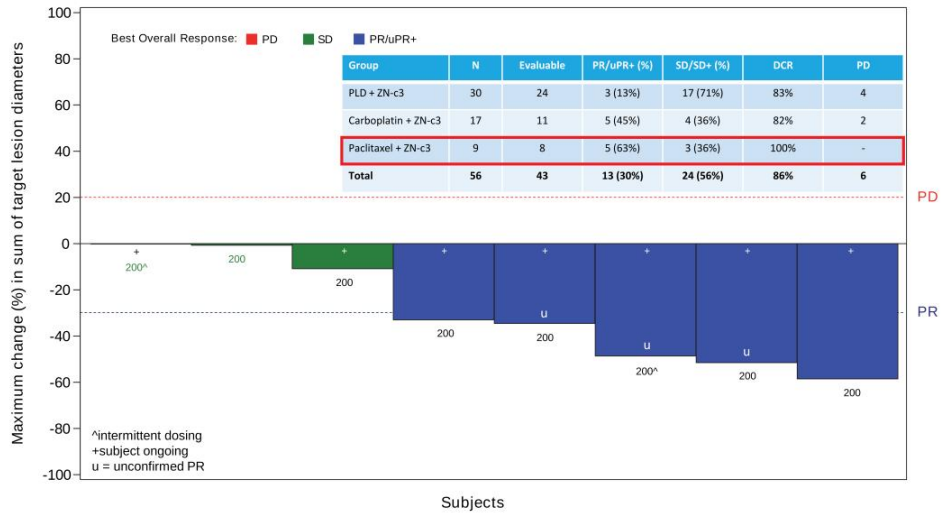 100
80
60
40
20
0
-20
-40
-60
-80
-100
Maximum change (%) in sum of target lesion diameters
Best Overall Response: PD SD PR/uPR+
Group N Evaluable PR/uPR+ (%) SD/SD+ (%) DCR PD
PLD + ZN-c3 30 24 3 (13%) 17 (71%) 83% 4
Carboplatin + ZN-c3 17 11 5 (45%) 4 (36%) 82% 2
Paclitaxel + ZN-c3 9 8 5 (63%) 3 (36%) 100% -
Total 56 43 13 (30%) 24 (56%) 86% 6
PD
+ + + + + + +
200^ 200 200 200 200 200^ 200 200
u u u
PR
^intermittent dosing
+subject ongoing
u = unconfirmed PR
Subjects